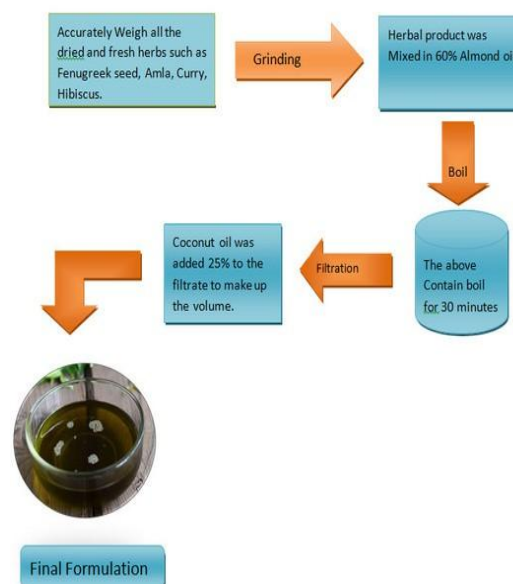 Accurately Weigh all the
dried and fresh herbs such as
Fenugreek seed, Amla, Curry,
Hibiscus.
Grinding
Herbal product was
Mixed in 60% Almond oil
Boil
The above
Contain boil
for 30 minutes
Filtration
Coconut oil was
added 25% to the
filtrate to make up
the volume.
Final Formulation